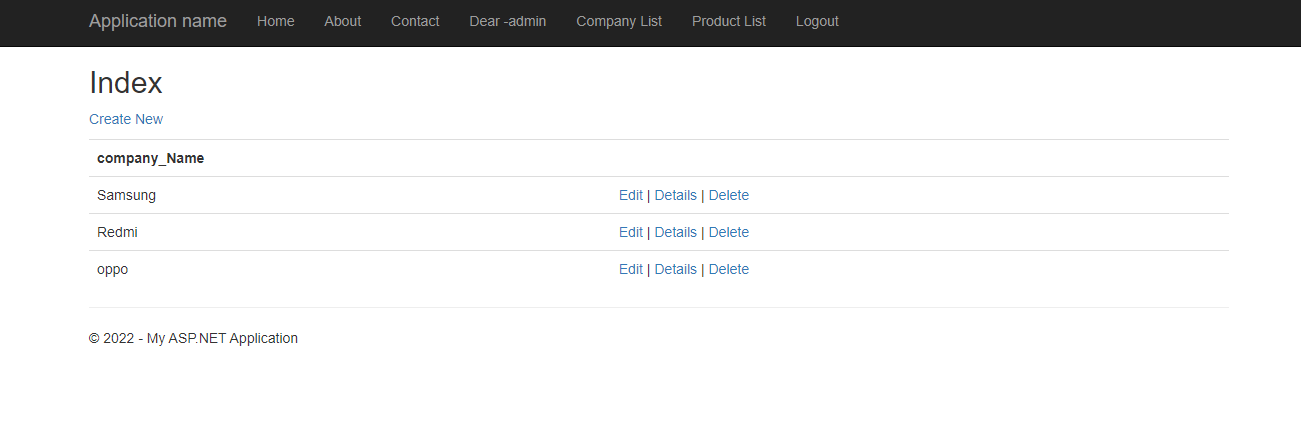 Application name Home About Contact Dear -admin Company List Product List Logout
Index
Create New
company_Name
Samsung Edit | Details | Delete
Redmi Edit | Details | Delete
oppo Edit | Details | Delete
© 2022 - My ASP.NET Application